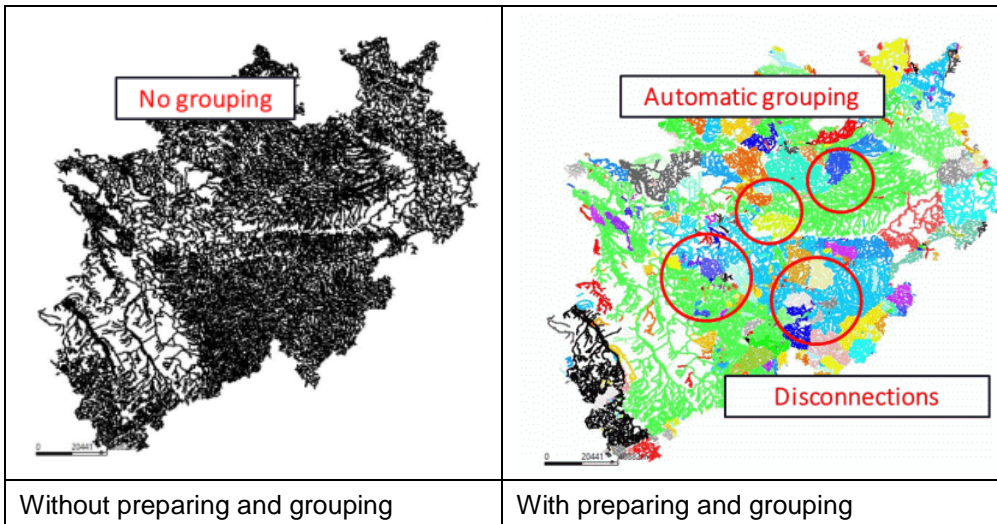 No grouping
0 20441
Automatic grouping
Disconnections
0 20441
Without preparing and grouping
With preparing and grouping